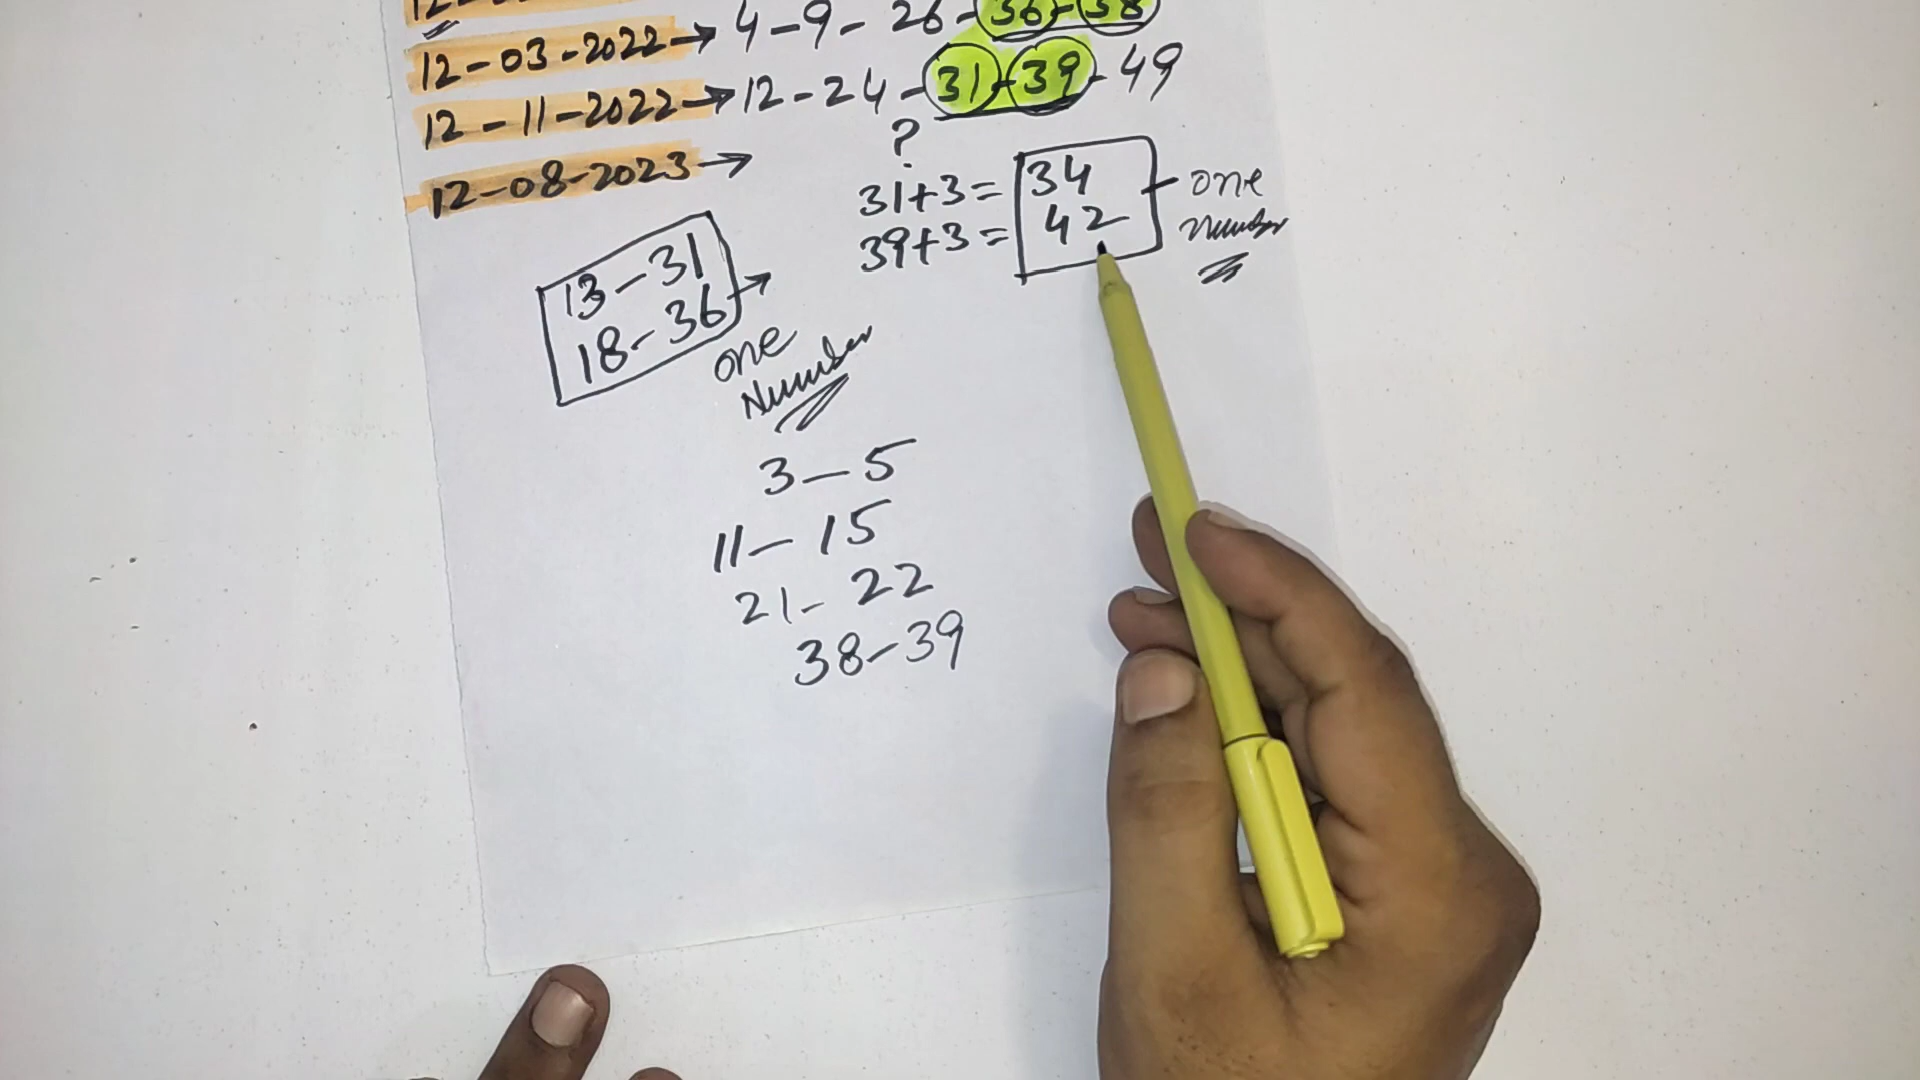 12-03-2022→ 4-9-26-36-38
12-11-2022→12-24-31-39-49
12-08-2023→
?
31+3= 34 - one
39+3= 42 number
13-31
18-36 →
one
Number
3-5
11-15
21-22
38-39